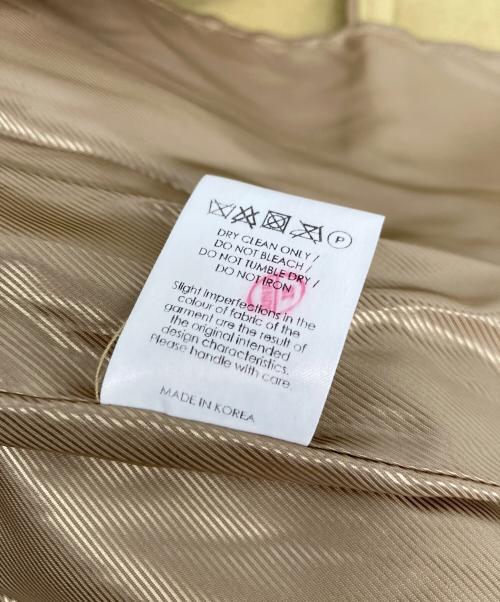 P
DRY CLEAN ONLY /
DO NOT BLEACH /
DO NOT TUMBLE DRY /
DO NOT IRON
Slight imperfections in the
colour of fabric of the
garment are the result of
the original intended
design characteristics.
Please handle with care.
MADE IN KOREA